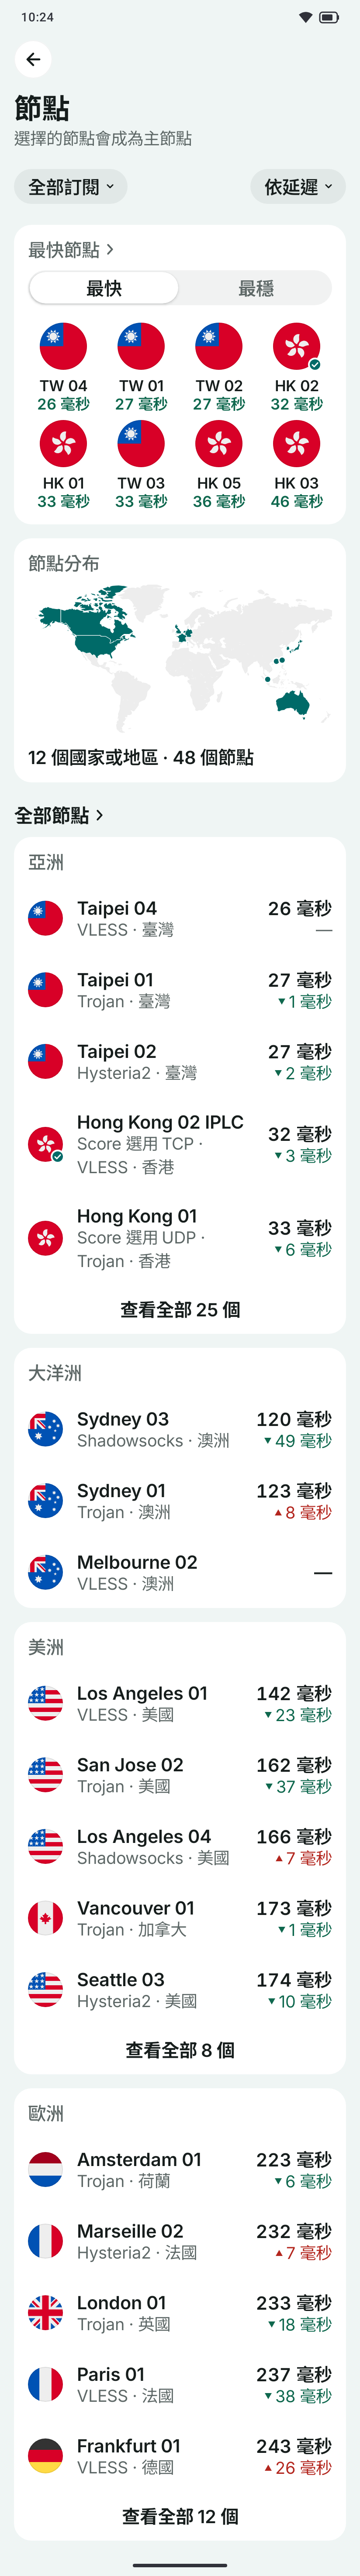 10:24
節點
選擇的節點會成為主節點
全部訂閱
依延遲
最快節點
最快
最穩
TW 04
TW 01
TW 02
HK 02
26 毫秒
27 毫秒
27 毫秒
32 毫秒
HK 01
TW 03
HK 05
HK 03
33 毫秒
33 毫秒
36 毫秒
46 毫秒
節點分布
12 個國家或地區 · 48 個節點
全部節點
亞洲
Taipei 04
26 毫秒
VLESS · 臺灣
—
Taipei 01
27 毫秒
Trojan · 臺灣
▼1 毫秒
Taipei 02
27 毫秒
Hysteria2 · 臺灣
▼2 毫秒
Hong Kong 02 IPLC
32 毫秒
Score 選用 TCP ·
VLESS · 香港
▼3 毫秒
Hong Kong 01
33 毫秒
Score 選用 UDP ·
Trojan · 香港
▼6 毫秒
查看全部 25 個
大洋洲
Sydney 03
120 毫秒
Shadowsocks · 澳洲
▼49 毫秒
Sydney 01
123 毫秒
Trojan · 澳洲
▲8 毫秒
Melbourne 02
VLESS · 澳洲
—
美洲
Los Angeles 01
142 毫秒
VLESS · 美國
▼23 毫秒
San Jose 02
162 毫秒
Trojan · 美國
▼37 毫秒
Los Angeles 04
166 毫秒
Shadowsocks · 美國
▲7 毫秒
Vancouver 01
173 毫秒
Trojan · 加拿大
▼1 毫秒
Seattle 03
174 毫秒
Hysteria2 · 美國
▼10 毫秒
查看全部 8 個
歐洲
Amsterdam 01
223 毫秒
Trojan · 荷蘭
▼6 毫秒
Marseille 02
232 毫秒
Hysteria2 · 法國
▲7 毫秒
London 01
233 毫秒
Trojan · 英國
▼18 毫秒
Paris 01
237 毫秒
VLESS · 法國
▼38 毫秒
Frankfurt 01
243 毫秒
VLESS · 德國
▲26 毫秒
查看全部 12 個